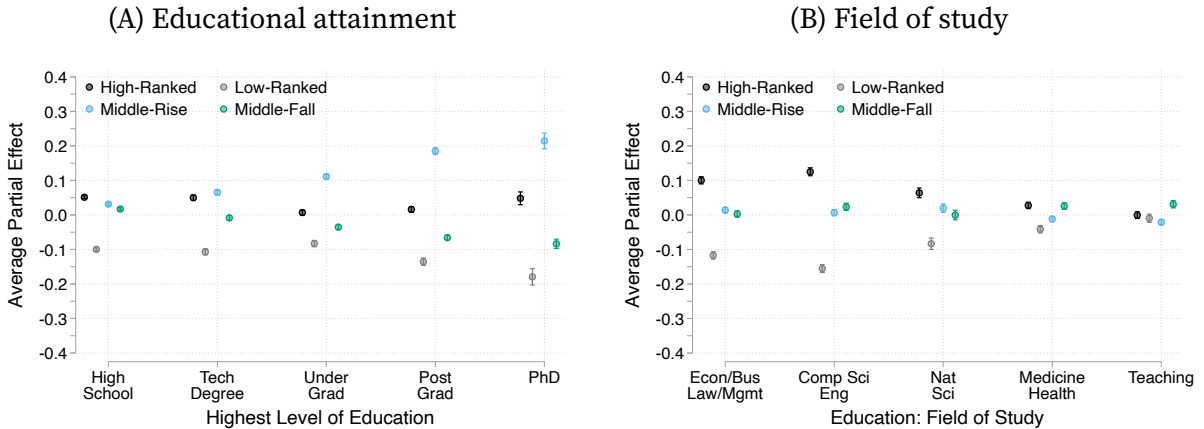 (A) Educational attainment
Average Partial Effect
0.4
0.3
0.2
0.1
0.0
-0.1
-0.2
-0.3
-0.4
High-Ranked Low-Ranked
Middle-Rise Middle-Fall
High Tech Under Post PhD
School Degree Grad Grad
Highest Level of Education
(B) Field of study
Average Partial Effect
0.4
0.3
0.2
0.1
0.0
-0.1
-0.2
-0.3
-0.4
High-Ranked Low-Ranked
Middle-Rise Middle-Fall
Econ/Bus Comp Sci Nat Medicine Teaching
Law/Mgmt Eng Sci Health
Education: Field of Study